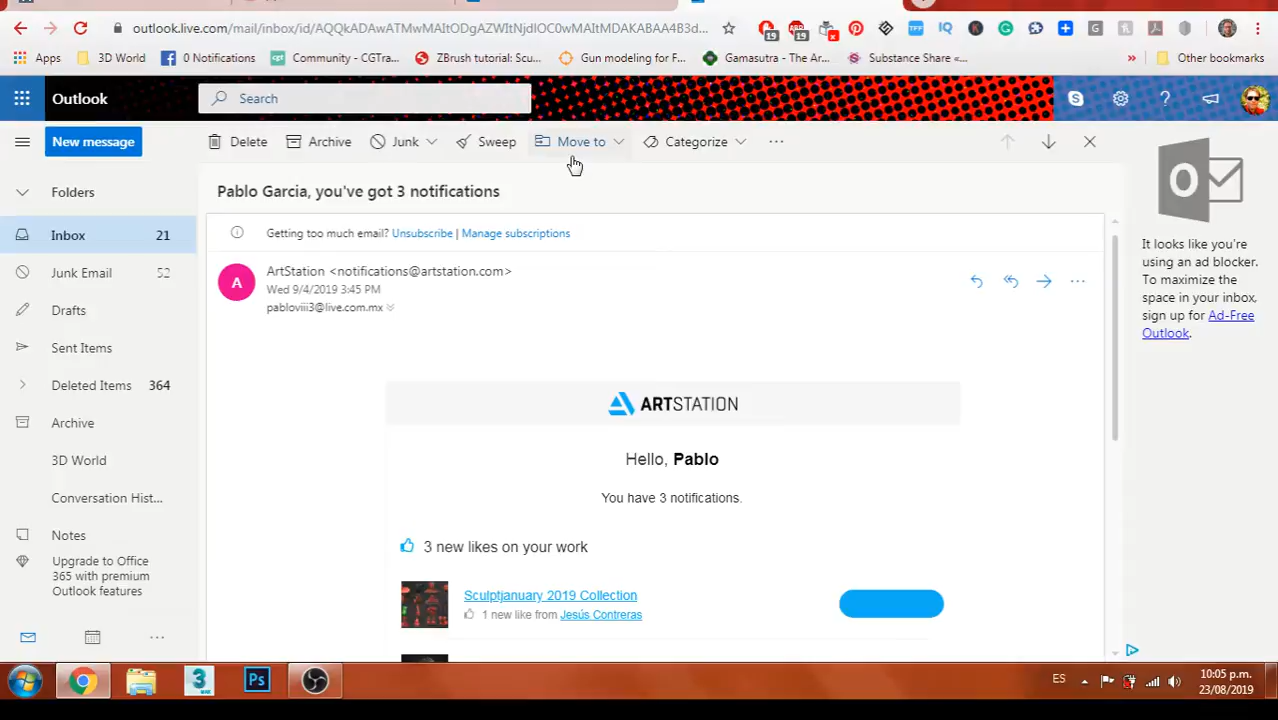 outlook.live.com/mail/inbox/id/AQQkADAwATMwMAItODgAZWItNjdlOC0wMAItMDAKABAA4B3d...
19
19
Apps
3D World
0 Notifications
Community - CGTra...
ZBrush tutorial: Scu...
Gun modeling for F...
Gamasutra - The Ar...
Substance Share «...
»
Other bookmarks
Outlook
Search
New message
Delete
Archive
Junk
Sweep
Move to
Categorize
Folders
Inbox 21
Junk Email 52
Drafts
Sent Items
Deleted Items 364
Archive
3D World
Conversation Hist...
Notes
Upgrade to Office
365 with premium
Outlook features
Pablo Garcia, you've got 3 notifications
Getting too much email? Unsubscribe | Manage subscriptions
A
ArtStation <notifications@artstation.com>
Wed 9/4/2019 3:45 PM
pabloviii3@live.com.mx
ARTSTATION
Hello, Pablo
You have 3 notifications.
3 new likes on your work
Sculptjanuary 2019 Collection
1 new like from Jesús Contreras
It looks like you're
using an ad blocker.
To maximize the
space in your inbox,
sign up for Ad-Free
Outlook.
Ps
ES
10:05 p.m.
23/08/2019